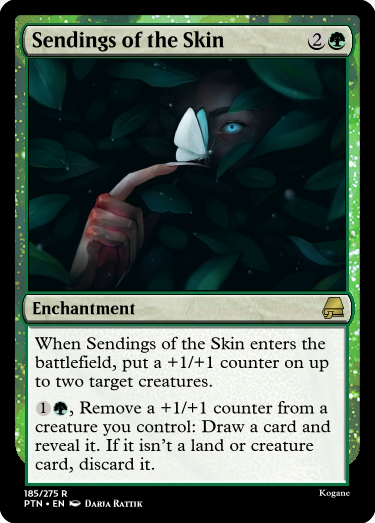 Sendings of the Skin 2
Enchantment
When Sendings of the Skin enters the
battlefield, put a +1/+1 counter on up
to two target creatures.
1 , Remove a +1/+1 counter from a
creature you control: Draw a card and
reveal it. If it isn't a land or creature
card, discard it.
185/275 R
Kogane
PTN • EN Daria Rattik